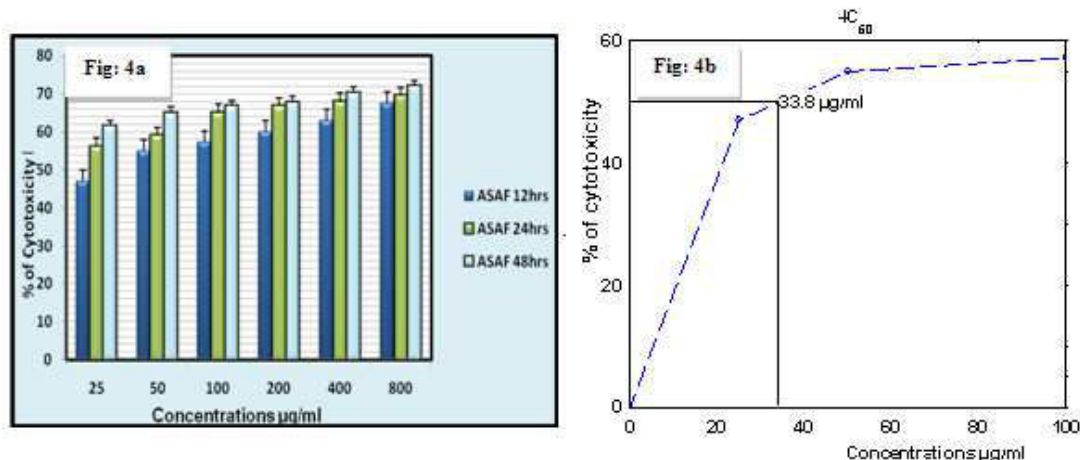 Fig: 4a
80
70
60
50
40
30
20
10
0
% of Cytotoxicity
25 50 100 200 400 800
Concentrations µg/ml
ASAF 12hrs
ASAF 24hrs
ASAF 48hrs
Fig: 4b
60
40
20
0
% of cytotoxicity
33.8 µg/ml
0 20 40 60 80 100
Concentrations µg/ml